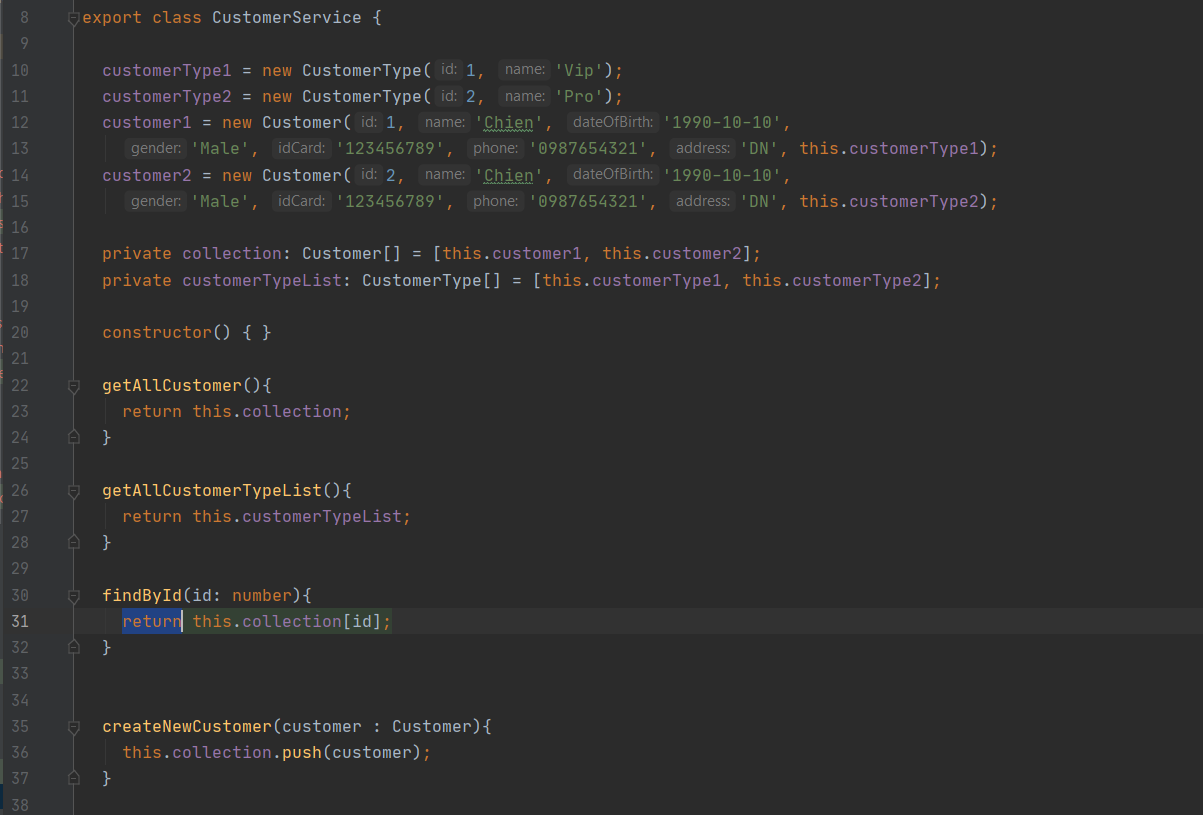 8 export class CustomerService {
9
10 customerType1 = new CustomerType( id: 1, name: 'Vip');
11 customerType2 = new CustomerType( id: 2, name: 'Pro');
12 customer1 = new Customer( id: 1, name: 'Chien', dateOfBirth: '1990-10-10',
13 gender: 'Male', idCard: '123456789', phone: '0987654321', address: 'DN', this.customerType1);
14 customer2 = new Customer( id: 2, name: 'Chien', dateOfBirth: '1990-10-10',
15 gender: 'Male', idCard: '123456789', phone: '0987654321', address: 'DN', this.customerType2);
16
17 private collection: Customer[] = [this.customer1, this.customer2];
18 private customerTypeList: CustomerType[] = [this.customerType1, this.customerType2];
19
20 constructor() { }
21
22 getAllCustomer(){
23 return this.collection;
24 }
25
26 getAllCustomerTypeList(){
27 return this.customerTypeList;
28 }
29
30 findById(id: number){
31 return this.collection[id];
32 }
33
34
35 createNewCustomer(customer : Customer){
36 this.collection.push(customer);
37 }
38